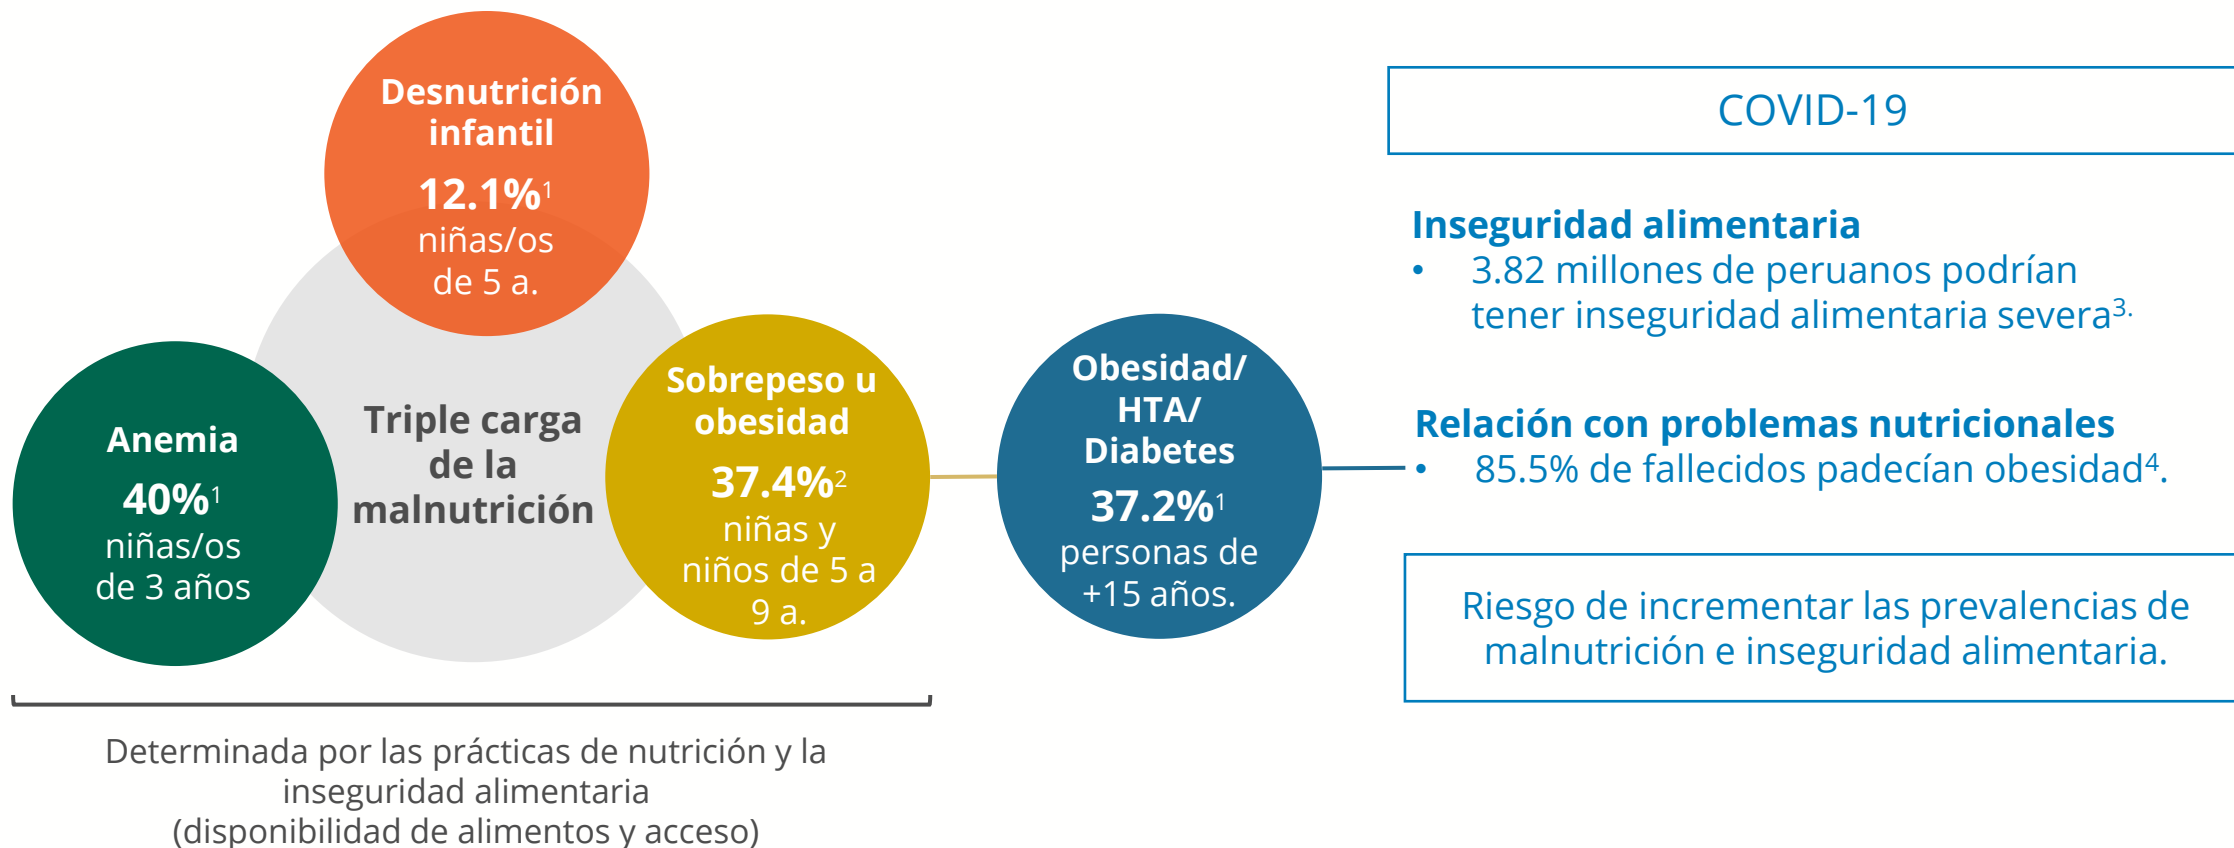 Desnutrición
infantil
12.1%1
niñas/os
de 5 a.
Anemia
40%1
niñas/os
de 3 años
Triple carga
de la
malnutrición
Sobrepeso u
obesidad
37.4%2
niñas y
niños de 5 a
9 a.
Obesidad/
HTA/
Diabetes
37.2%1
personas de
+15 años.
Determinada por las prácticas de nutrición y la
inseguridad alimentaria
(disponibilidad de alimentos y acceso)
COVID-19
Inseguridad alimentaria
• 3.82 millones de peruanos podrían
tener inseguridad alimentaria severa3.
Relación con problemas nutricionales
• 85.5% de fallecidos padecían obesidad4.
Riesgo de incrementar las prevalencias de
malnutrición e inseguridad alimentaria.